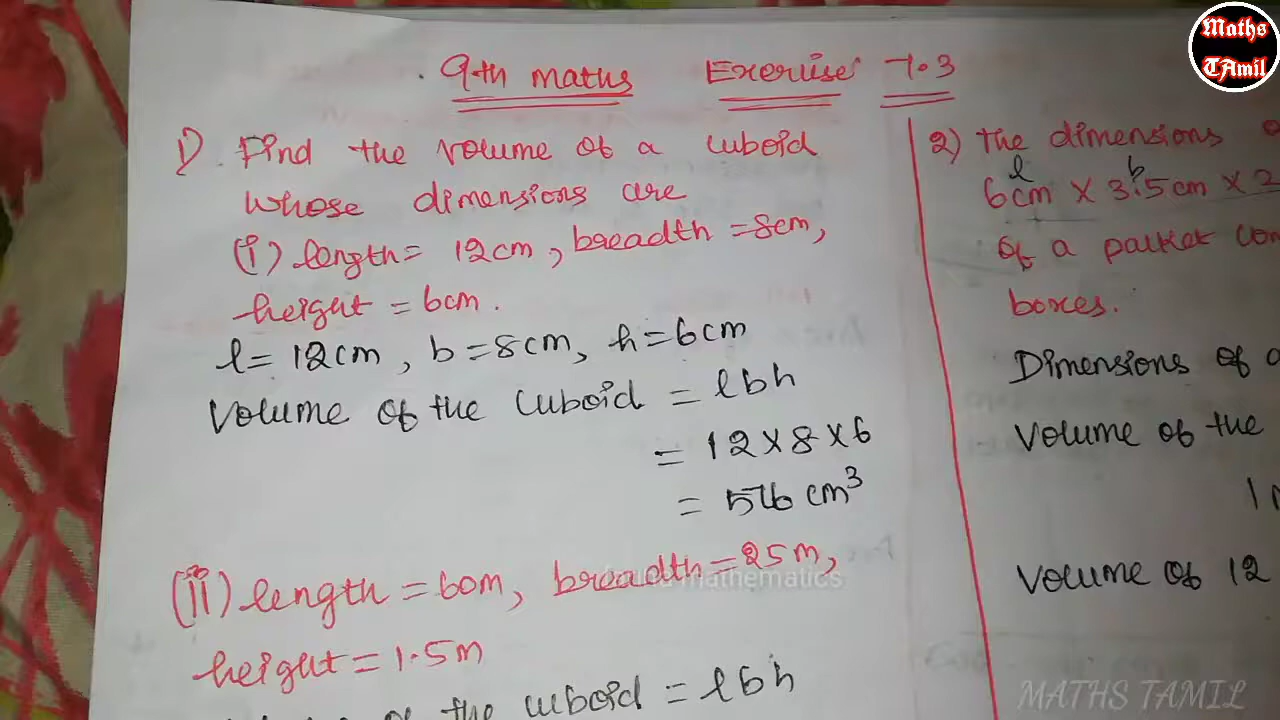 Maths
TAmil
9th maths Exercise 7.3
1) Find the volume of a cuboid
whose dimensions are
(i) length = 12cm, breadth = 8cm,
height = 6cm.
l = 12cm, b = 8cm, h = 6cm
Volume of the cuboid = lbh
= 12 × 8 × 6
= 576 cm³
(ii) length = 60m, breadth = 25m,
mathematics
height = 1.5m
the cuboid = lbh
2) The dimensions
l b
6cm × 3.5cm × 2
of a packet con
boxes.
Dimensions of a
Volume of the
1
Volume of 12
MATHS TAMIL